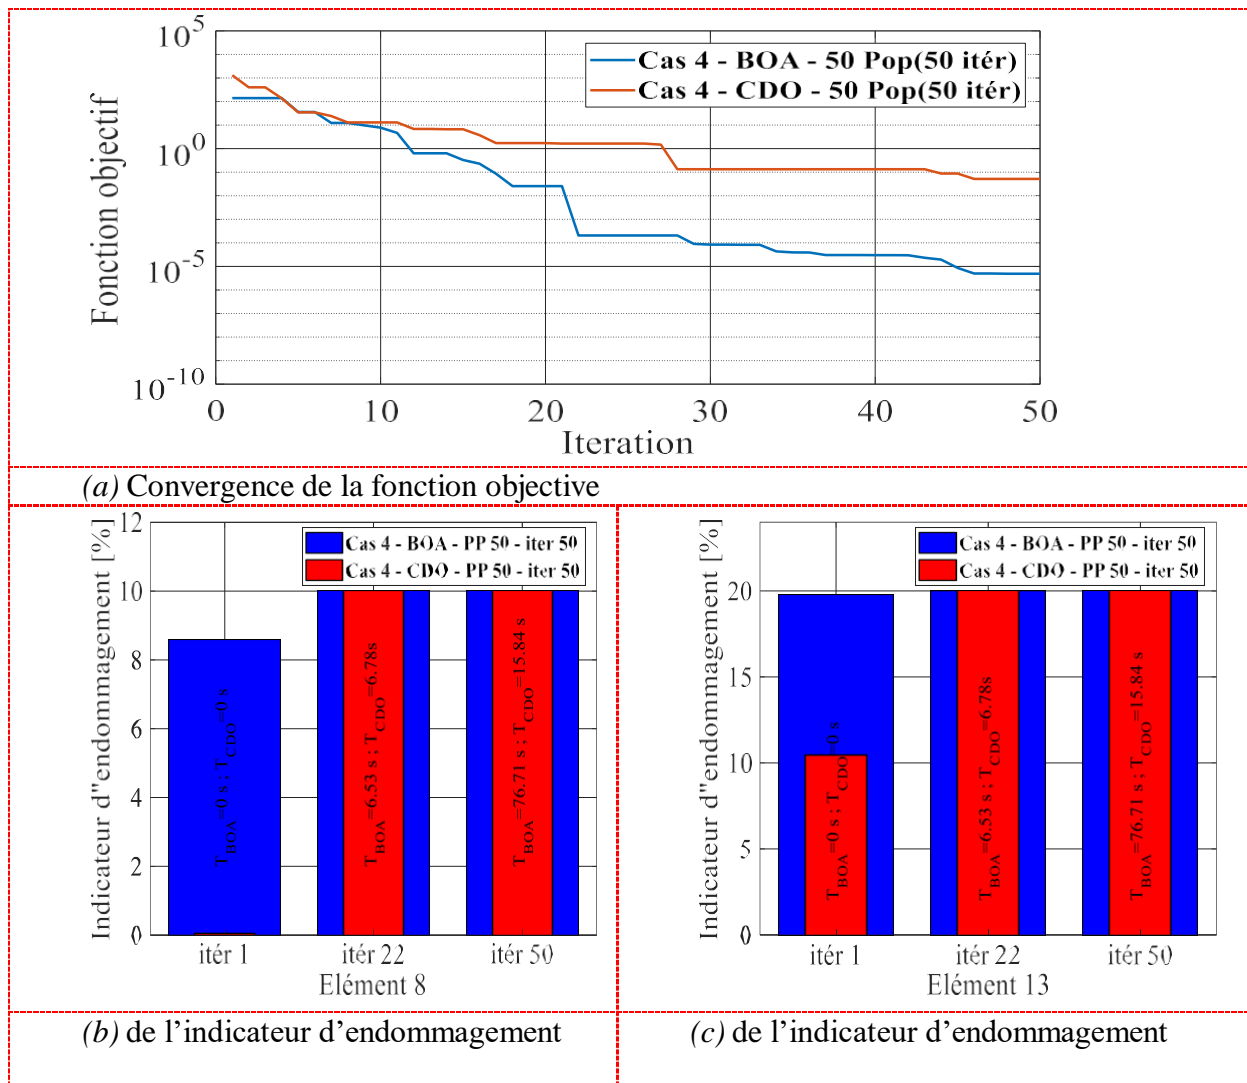 10^5
10^0
10^-5
10^-10
Fonction objectif
Cas 4 - BOA - 50 Pop(50 itér)
Cas 4 - CDO - 50 Pop(50 itér)
0 10 20 30 40 50
Iteration
(a) Convergence de la fonction objective
Indicateur d"endommagement [%]
12
10
8
6
4
2
0
Cas 4 - BOA - PP 50 - iter 50
Cas 4 - CDO - PP 50 - iter 50
T_BOA=0 s ; T_CDO=0 s
T_BOA=6.53 s ; T_CDO=6.78s
T_BOA=76.71 s ; T_CDO=15.84 s
itér 1 itér 22 itér 50
Elément 8
Indicateur d"endommagement [%]
20
15
10
5
0
Cas 4 - BOA - PP 50 - iter 50
Cas 4 - CDO - PP 50 - iter 50
T_BOA=0 s ; T_CDO=0 s
T_BOA=6.53 s ; T_CDO=6.78s
T_BOA=76.71 s ; T_CDO=15.84 s
itér 1 itér 22 itér 50
Elément 13
(b) de l’indicateur d’endommagement
(c) de l’indicateur d’endommagement